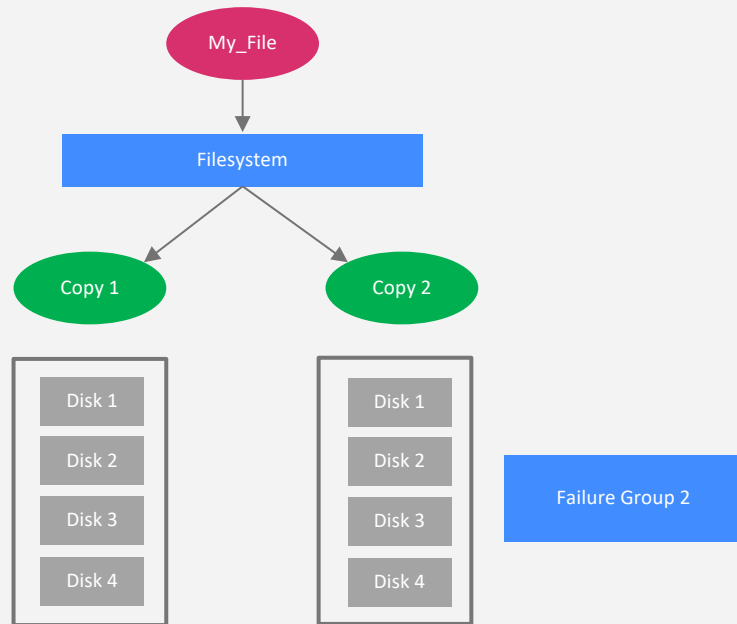 My_File
Filesystem
Copy 1
Copy 2
Disk 1
Disk 2
Disk 3
Disk 4
Disk 1
Disk 2
Disk 3
Disk 4
Failure Group 2